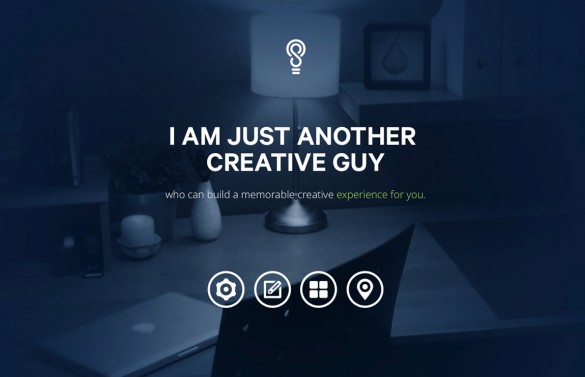 I AM JUST ANOTHER
CREATIVE GUY
who can build a memorable creative experience for you.